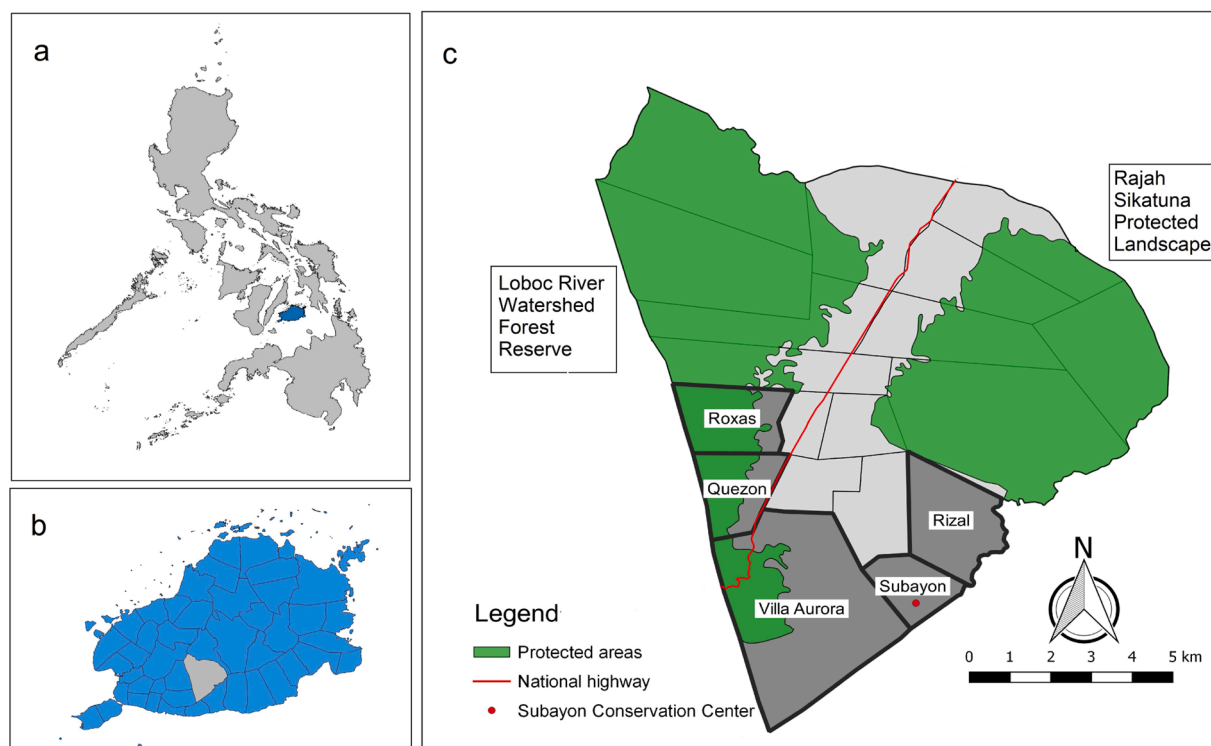 a
b
c
Rajah
Sikatuna
Protected
Landscape
Loboc River
Watershed
Forest
Reserve
Roxas
Quezon
Rizal
Subayon
Villa Aurora
N
Legend
Protected areas
National highway
Subayon Conservation Center
0 1 2 3 4 5 km